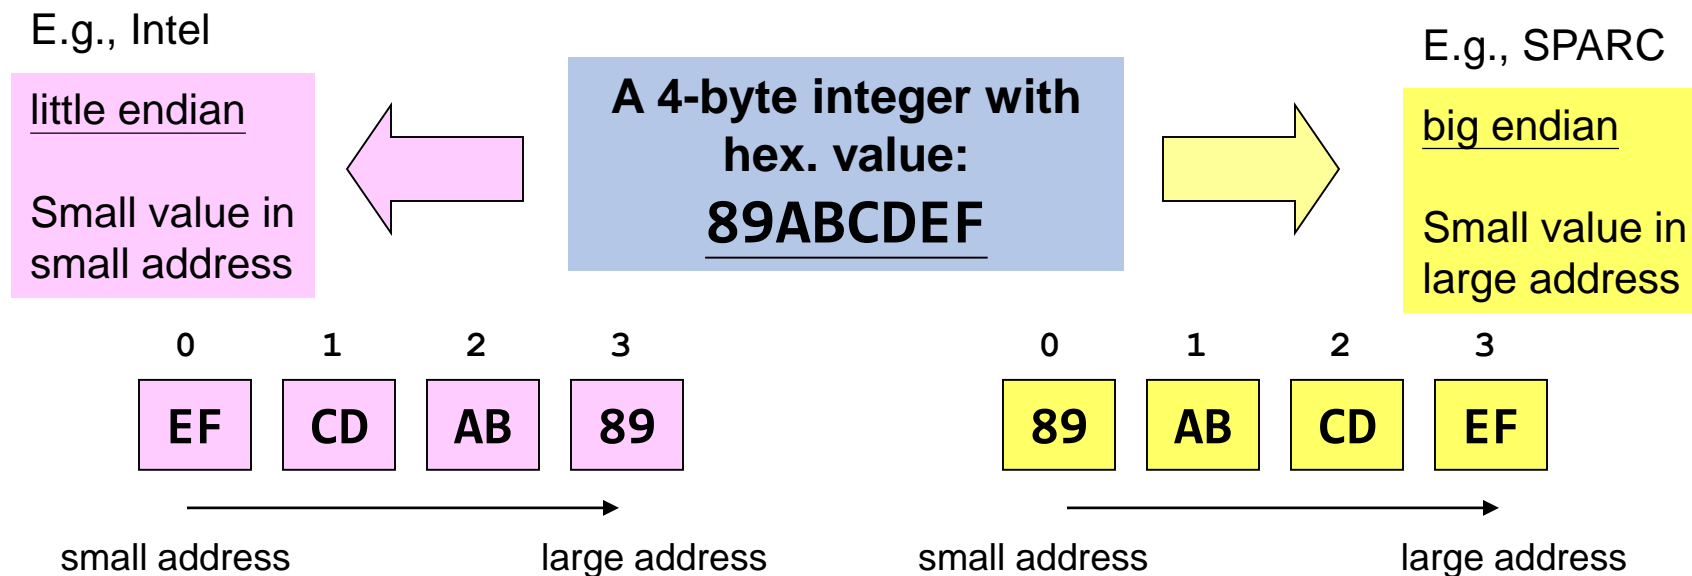 E.g., Intel
little endian
Small value in
small address
A 4-byte integer with
hex. value:
89ABCDEF
E.g., SPARC
big endian
Small value in
large address
0 1 2 3
EF CD AB 89
small address large address
0 1 2 3
89 AB CD EF
small address large address